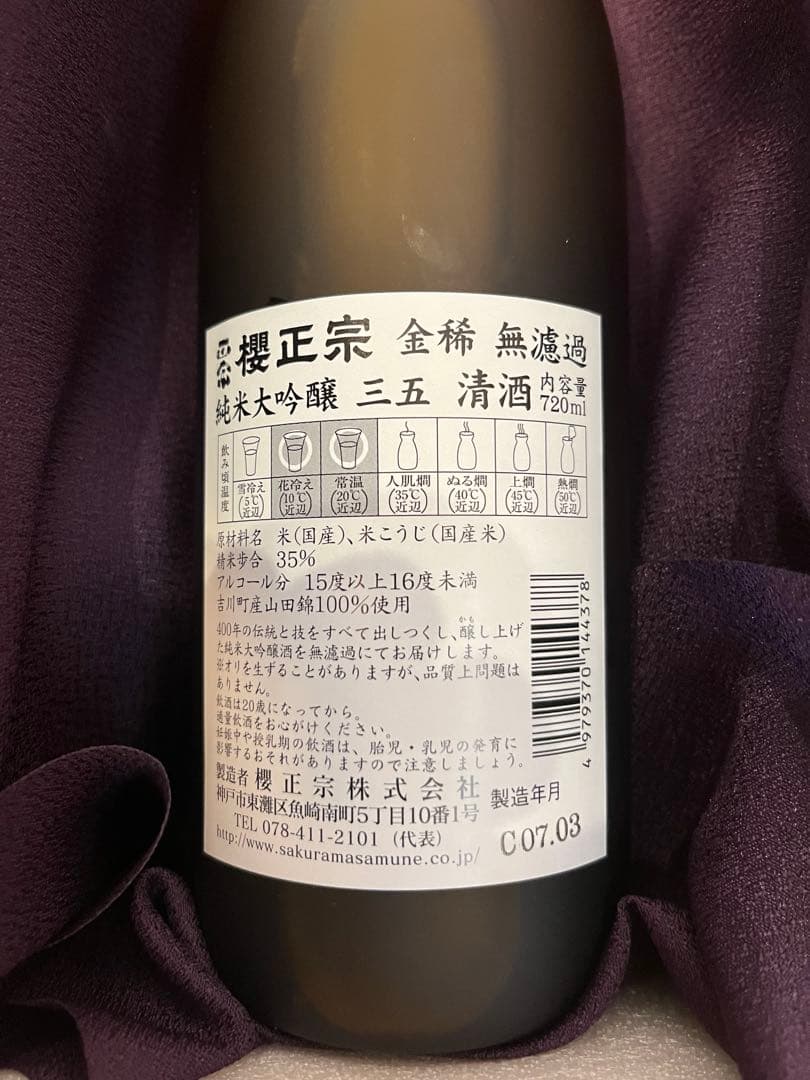 櫻正宗 金稀 無濾過
純米大吟醸 三五 清酒 内容量 720ml
飲み頃温度
雪冷え (5℃近辺)
花冷え (10℃近辺)
常温 (20℃近辺)
人肌燗 (35℃近辺)
ぬる燗 (40℃近辺)
上燗 (45℃近辺)
熱燗 (50℃近辺)
原材料名 米(国産)、米こうじ(国産米)
精米歩合 35%
アルコール分 15度以上16度未満
吉川町産山田錦100%使用
400年の伝統と技をすべて出しつくし、醸(かも)し上げ
た純米大吟醸酒を無濾過にてお届けします。
※オリを生ずることがありますが、品質上問題は
ありません。
飲酒は20歳になってから。
適量飲酒をお心がけください。
妊娠中や授乳期の飲酒は、胎児・乳児の発育に
影響するおそれがありますので注意しましょう。
製造者 櫻正宗株式会社
神戸市東灘区魚崎南町5丁目10番1号
TEL 078-411-2101 (代表)
http://www.sakuramasamune.co.jp/
製造年月
C07.03
4 979370 144378